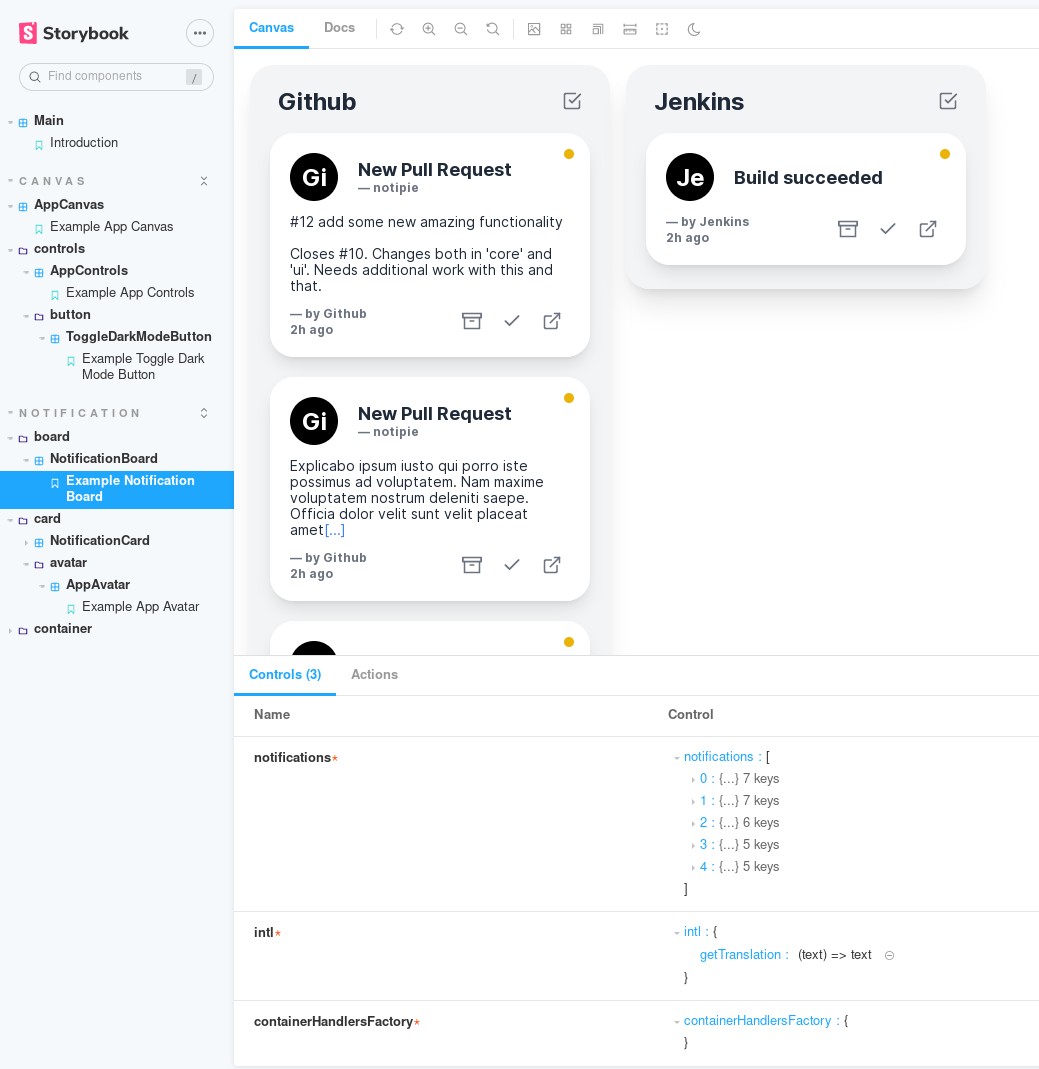 Storybook
Find components
/
Main
Introduction
CANVAS
AppCanvas
Example App Canvas
controls
AppControls
Example App Controls
button
ToggleDarkModeButton
Example Toggle Dark
Mode Button
NOTIFICATION
board
NotificationBoard
Example Notification
Board
card
NotificationCard
avatar
AppAvatar
Example App Avatar
container
Canvas
Docs
Github
Gi
New Pull Request
— notipie
#12 add some new amazing functionality
Closes #10. Changes both in 'core' and
'ui'. Needs additional work with this and
that.
— by Github
2h ago
Gi
New Pull Request
— notipie
Explicabo ipsum iusto qui porro iste
possimus ad voluptatem. Nam maxime
voluptatem nostrum deleniti saepe.
Officia dolor velit sunt velit placeat
amet[...]
— by Github
2h ago
Jenkins
Je
Build succeeded
— by Jenkins
2h ago
Controls (3)
Actions
Name
Control
notifications*
notifications : [
0 : {...} 7 keys
1 : {...} 7 keys
2 : {...} 6 keys
3 : {...} 5 keys
4 : {...} 5 keys
]
intl*
intl : {
getTranslation : (text) => text
}
containerHandlersFactory*
containerHandlersFactory : {
}